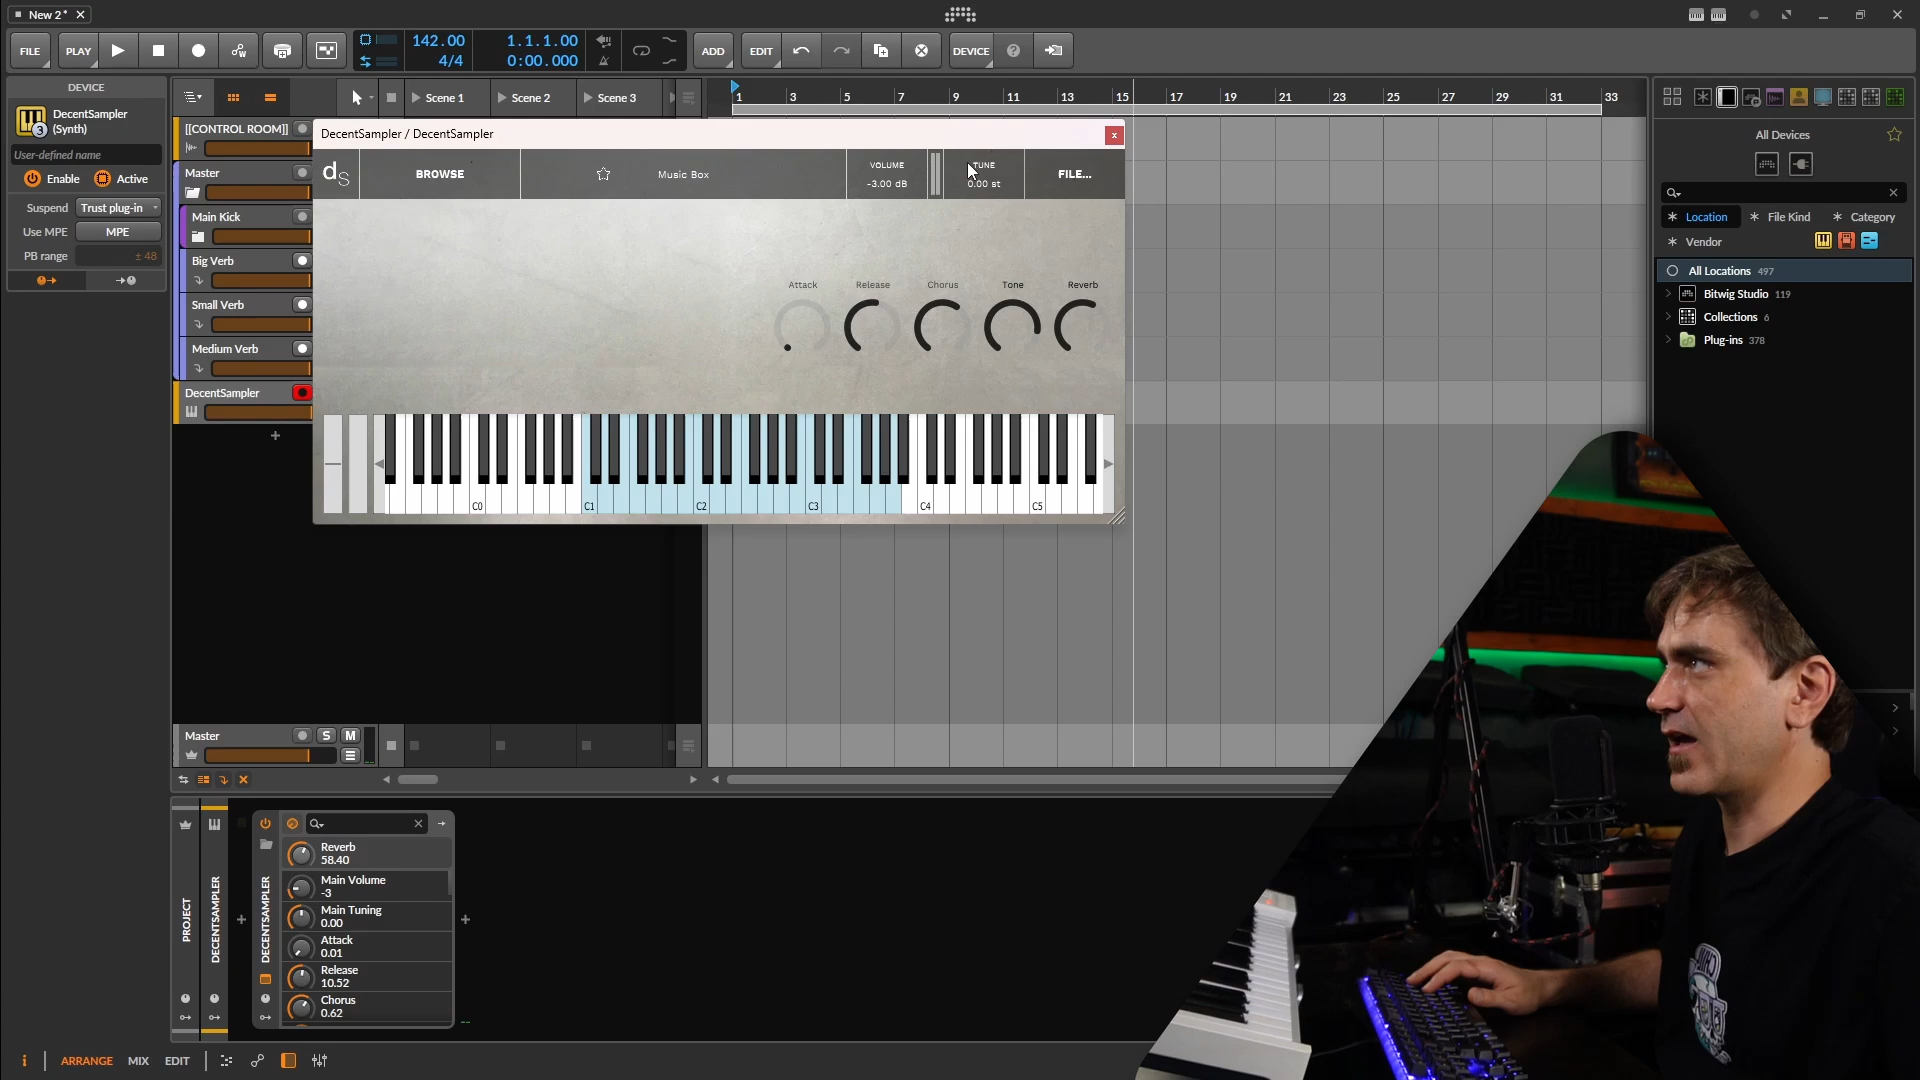 New 2*
FILE
PLAY
142.00
4/4
1.1.1.00
0:00.000
ADD
EDIT
DEVICE
DEVICE
DecentSampler
(Synth)
3
User-defined name
Enable
Active
Suspend
Trust plug-in
Use MPE
MPE
PB range
± 48
Scene 1
Scene 2
Scene 3
1
3
5
7
9
11
13
15
17
19
21
23
25
27
29
31
33
[[CONTROL ROOM]]
Master
Main Kick
Big Verb
Small Verb
Medium Verb
DecentSampler
DecentSampler / DecentSampler
x
ds
BROWSE
Music Box
VOLUME
-3.00 dB
TUNE
0.00 st
FILE...
Attack
Release
Chorus
Tone
Reverb
C0
C1
C2
C3
C4
C5
All Devices
Location
File Kind
Category
Vendor
All Locations 497
Bitwig Studio 119
Collections 6
Plug-ins 378
Master
S
M
PROJECT
DECENTSAMPLER
DECENTSAMPLER
Reverb
58.40
Main Volume
-3
Main Tuning
0.00
Attack
0.01
Release
10.52
Chorus
0.62
ARRANGE
MIX
EDIT